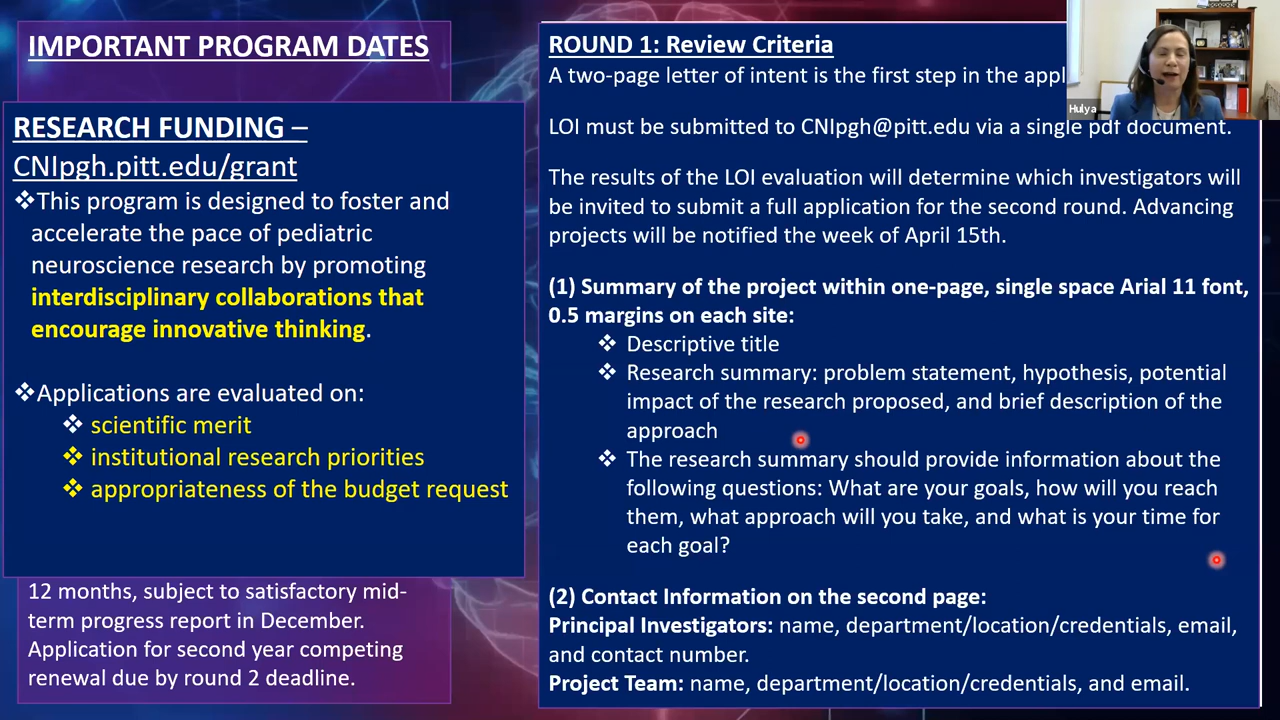 IMPORTANT PROGRAM DATES
RESEARCH FUNDING –
CNIpgh.pitt.edu/grant
❖This program is designed to foster and
accelerate the pace of pediatric
neuroscience research by promoting
interdisciplinary collaborations that
encourage innovative thinking.
❖Applications are evaluated on:
❖ scientific merit
❖ institutional research priorities
❖ appropriateness of the budget request
12 months, subject to satisfactory mid-
term progress report in December.
Application for second year competing
renewal due by round 2 deadline.
ROUND 1: Review Criteria
A two-page letter of intent is the first step in the appl
LOI must be submitted to CNIpgh@pitt.edu via a single pdf document.
The results of the LOI evaluation will determine which investigators will
be invited to submit a full application for the second round. Advancing
projects will be notified the week of April 15th.
(1) Summary of the project within one-page, single space Arial 11 font,
0.5 margins on each site:
❖ Descriptive title
❖ Research summary: problem statement, hypothesis, potential
impact of the research proposed, and brief description of the
approach
❖ The research summary should provide information about the
following questions: What are your goals, how will you reach
them, what approach will you take, and what is your time for
each goal?
(2) Contact Information on the second page:
Principal Investigators: name, department/location/credentials, email,
and contact number.
Project Team: name, department/location/credentials, and email.
Hulya